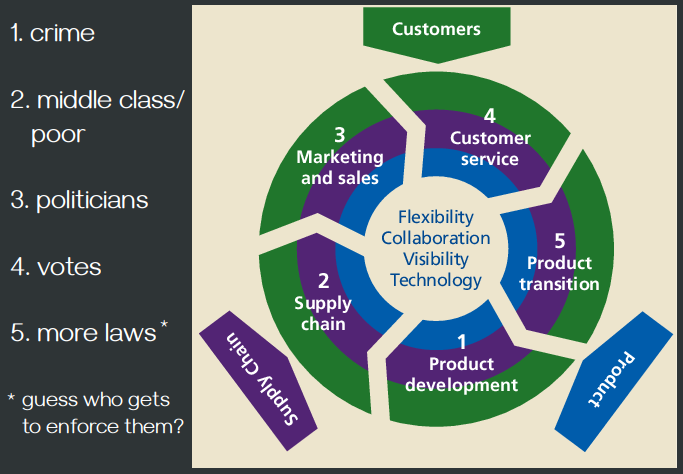 1. crime
2. middle class/
poor
3. politicians
4. votes
5. more laws*
* guess who gets
to enforce them?
Customers
4
Customer
service
3
Marketing
and sales
Flexibility
Collaboration
Visibility
Technology
5
Product
transition
2
Supply
chain
1
Product
development
Supply Chain
Product